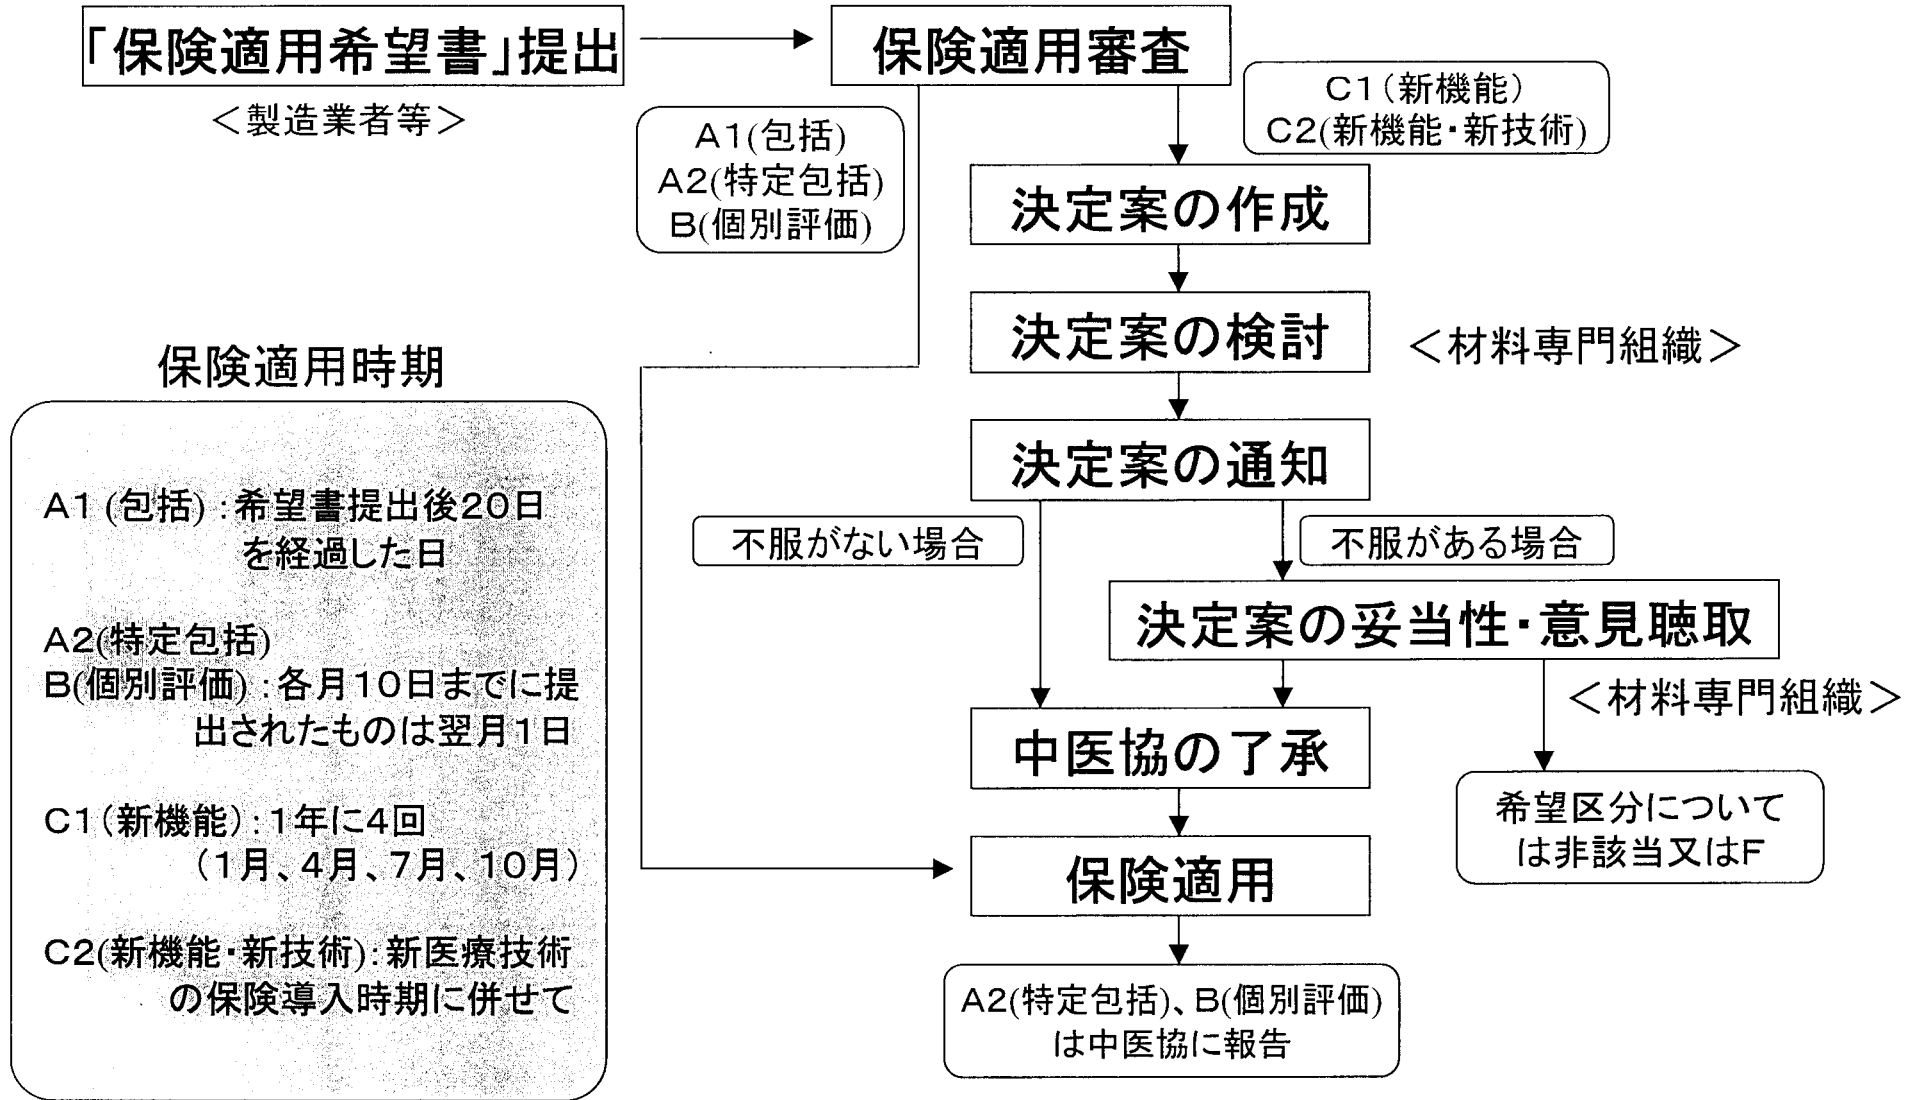 「保険適用希望書」提出
<製造業者等>
保険適用審査
A1(包括)
A2(特定包括)
B(個別評価)
C1(新機能)
C2(新機能・新技術)
決定案の作成
決定案の検討
<材料専門組織>
決定案の通知
不服がない場合
不服がある場合
決定案の妥当性・意見聴取
<材料専門組織>
中医協の了承
希望区分について
は非該当又はF
保険適用
A2(特定包括)、B(個別評価)
は中医協に報告
保険適用時期
A1(包括):希望書提出後20日
を経過した日
A2(特定包括)
B(個別評価):各月10日までに提
出されたものは翌月1日
C1(新機能):1年に4回
(1月、4月、7月、10月)
C2(新機能・新技術):新医療技術
の保険導入時期に併せて